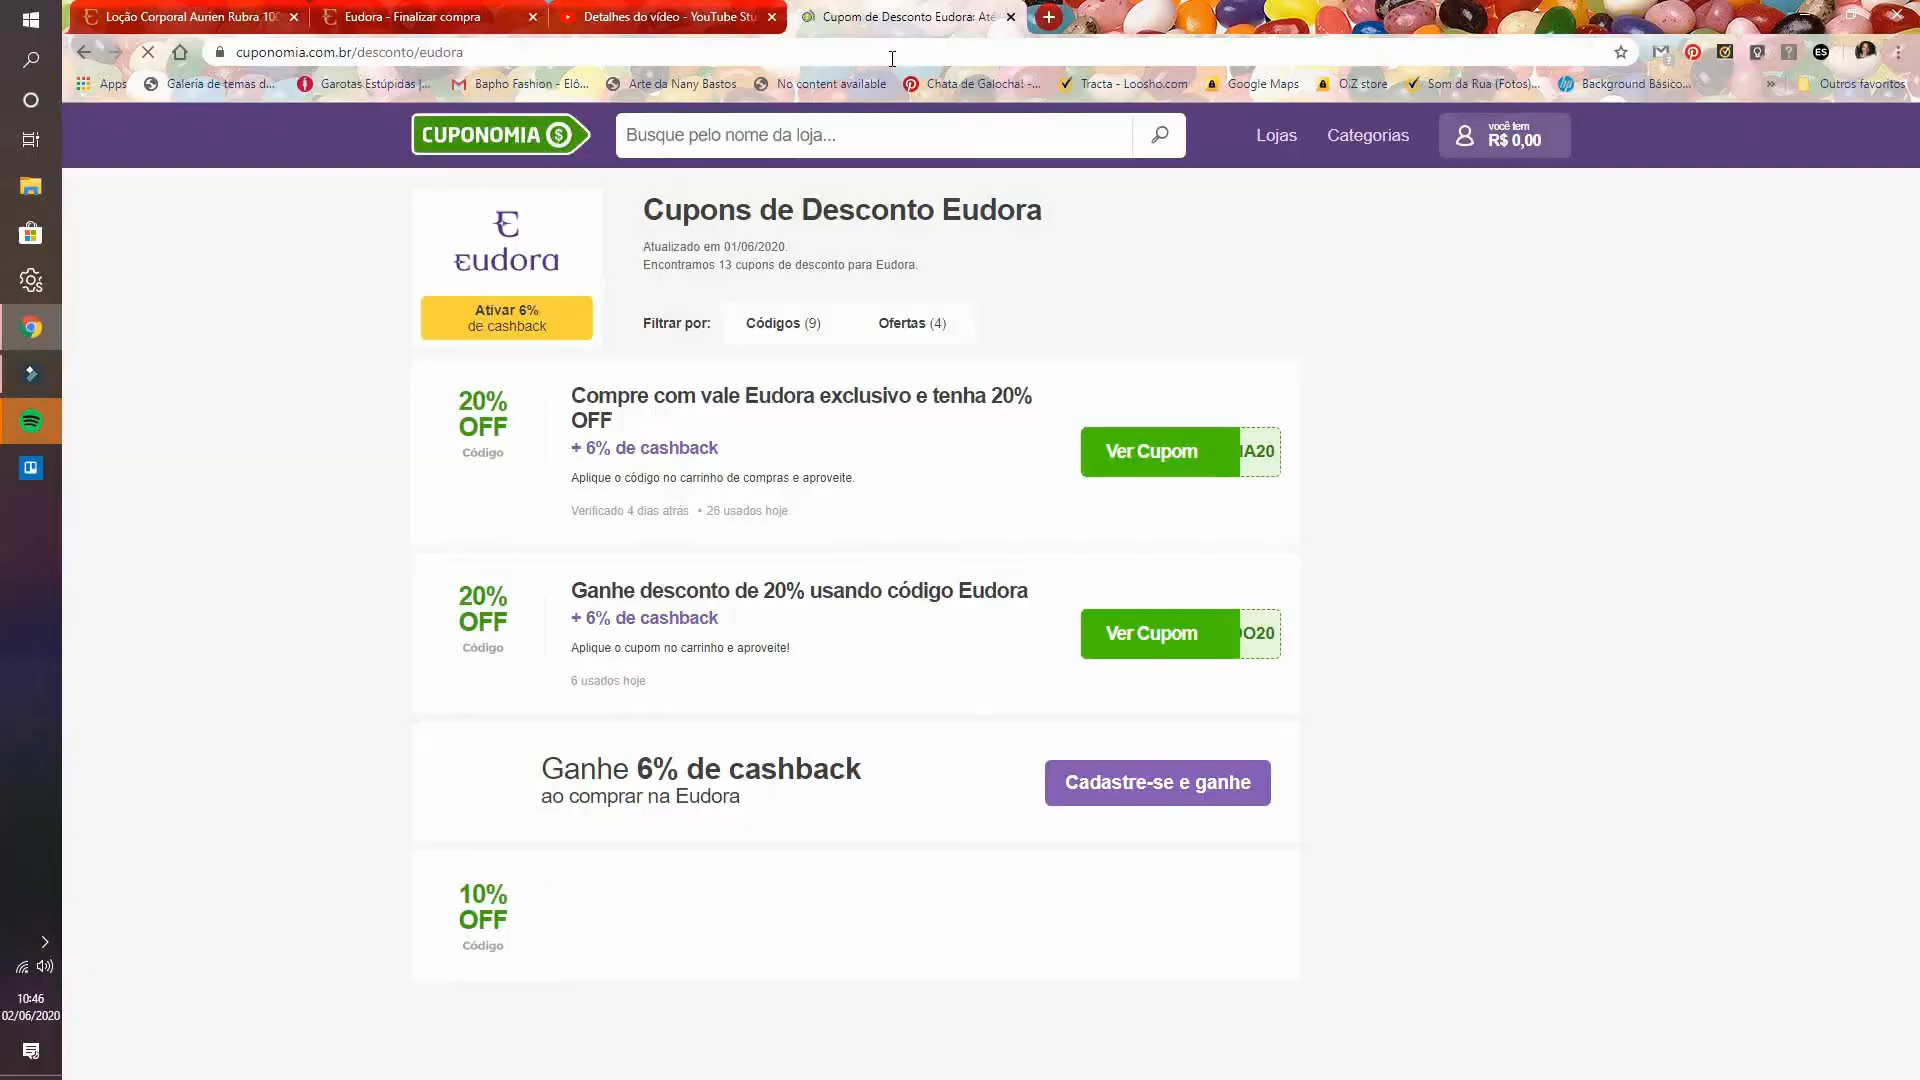 Loção Corporal Aurien Rubra 100
Eudora - Finalizar compra
Detalhes do vídeo - YouTube Stu
Cupom de Desconto Eudora: Até
cuponomia.com.br/desconto/eudora
Apps
Galeria de temas d...
Garotas Estúpidas |...
Bapho Fashion - Elô...
Arte da Nany Bastos
No content available
Chata de Galocha! -...
Tracta - Loosho.com
Google Maps
O.Z store
Som da Rua (Fotos)...
Background Básico...
»
Outros favoritos
CUPONOMIA $
Busque pelo nome da loja...
Lojas
Categorias
você tem
R$ 0,00
eudora
Ativar 6%
de cashback
Cupons de Desconto Eudora
Atualizado em 01/06/2020.
Encontramos 13 cupons de desconto para Eudora.
Filtrar por:
Códigos (9)
Ofertas (4)
20%
OFF
Código
Compre com vale Eudora exclusivo e tenha 20%
OFF
+ 6% de cashback
Aplique o código no carrinho de compras e aproveite.
Verificado 4 dias atrás • 26 usados hoje
Ver Cupom
IA20
20%
OFF
Código
Ganhe desconto de 20% usando código Eudora
+ 6% de cashback
Aplique o cupom no carrinho e aproveite!
6 usados hoje
Ver Cupom
O20
Ganhe 6% de cashback
ao comprar na Eudora
Cadastre-se e ganhe
10%
OFF
Código
10:46
02/06/2020